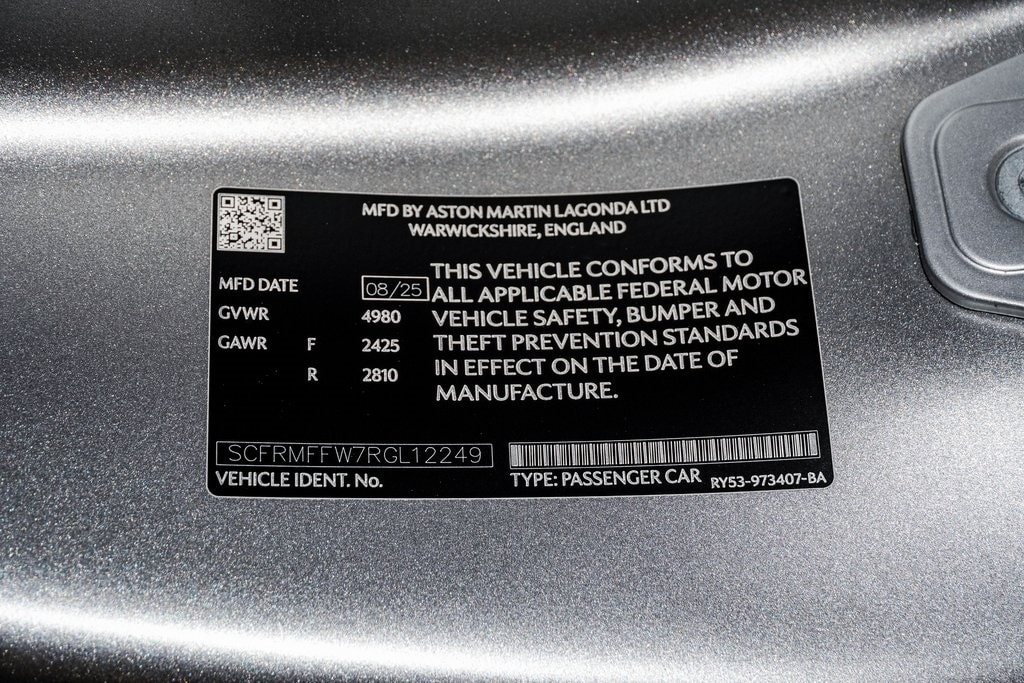 MFD BY ASTON MARTIN LAGONDA LTD
WARWICKSHIRE, ENGLAND
MFD DATE 08/25
GVWR 4980
GAWR F 2425
R 2810
THIS VEHICLE CONFORMS TO
ALL APPLICABLE FEDERAL MOTOR
VEHICLE SAFETY, BUMPER AND
THEFT PREVENTION STANDARDS
IN EFFECT ON THE DATE OF
MANUFACTURE.
SCFRMFFW7RGL12249
VEHICLE IDENT. No.
TYPE: PASSENGER CAR
RY53-973407-BA